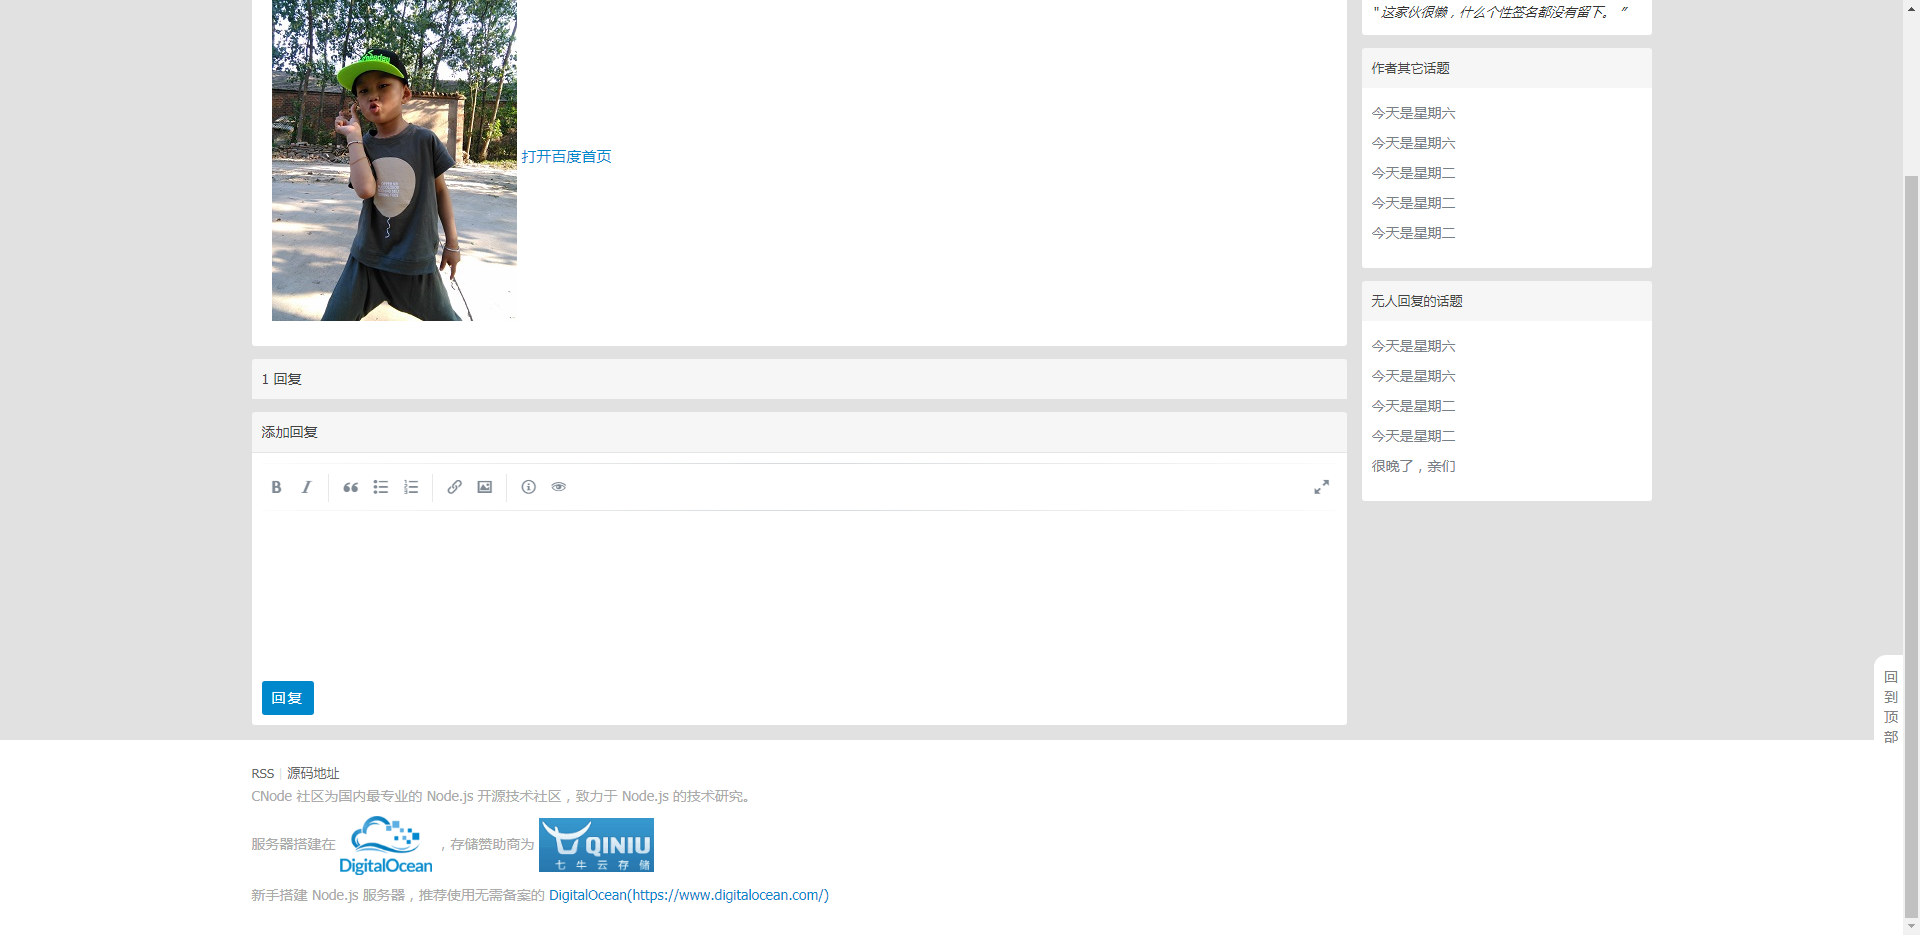 打开百度首页
1 回复
添加回复
回复
" 这家伙很懒，什么个性签名都没有留下。 "
作者其它话题
今天是星期六
今天是星期六
今天是星期二
今天是星期二
今天是星期二
无人回复的话题
今天是星期六
今天是星期六
今天是星期二
今天是星期二
很晚了，亲们
回到顶部
RSS | 源码地址
CNode 社区为国内最专业的 Node.js 开源技术社区，致力于 Node.js 的技术研究。
服务器搭建在 DigitalOcean ，存储赞助商为 QINIU 七牛云存储
新手搭建 Node.js 服务器，推荐使用无需备案的 DigitalOcean(https://www.digitalocean.com/)